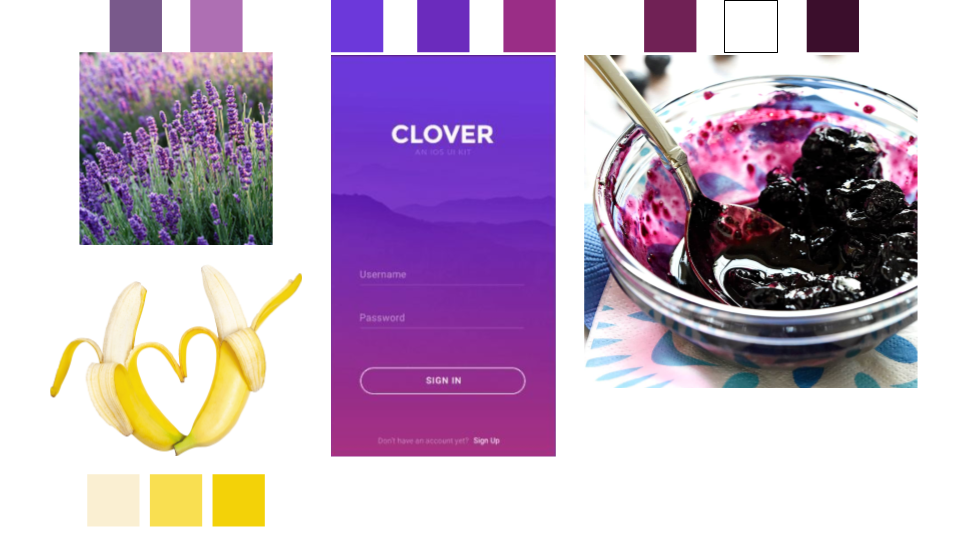 CLOVER
AN IOS UI KIT
Username
Password
SIGN IN
Don't have an account yet? Sign Up